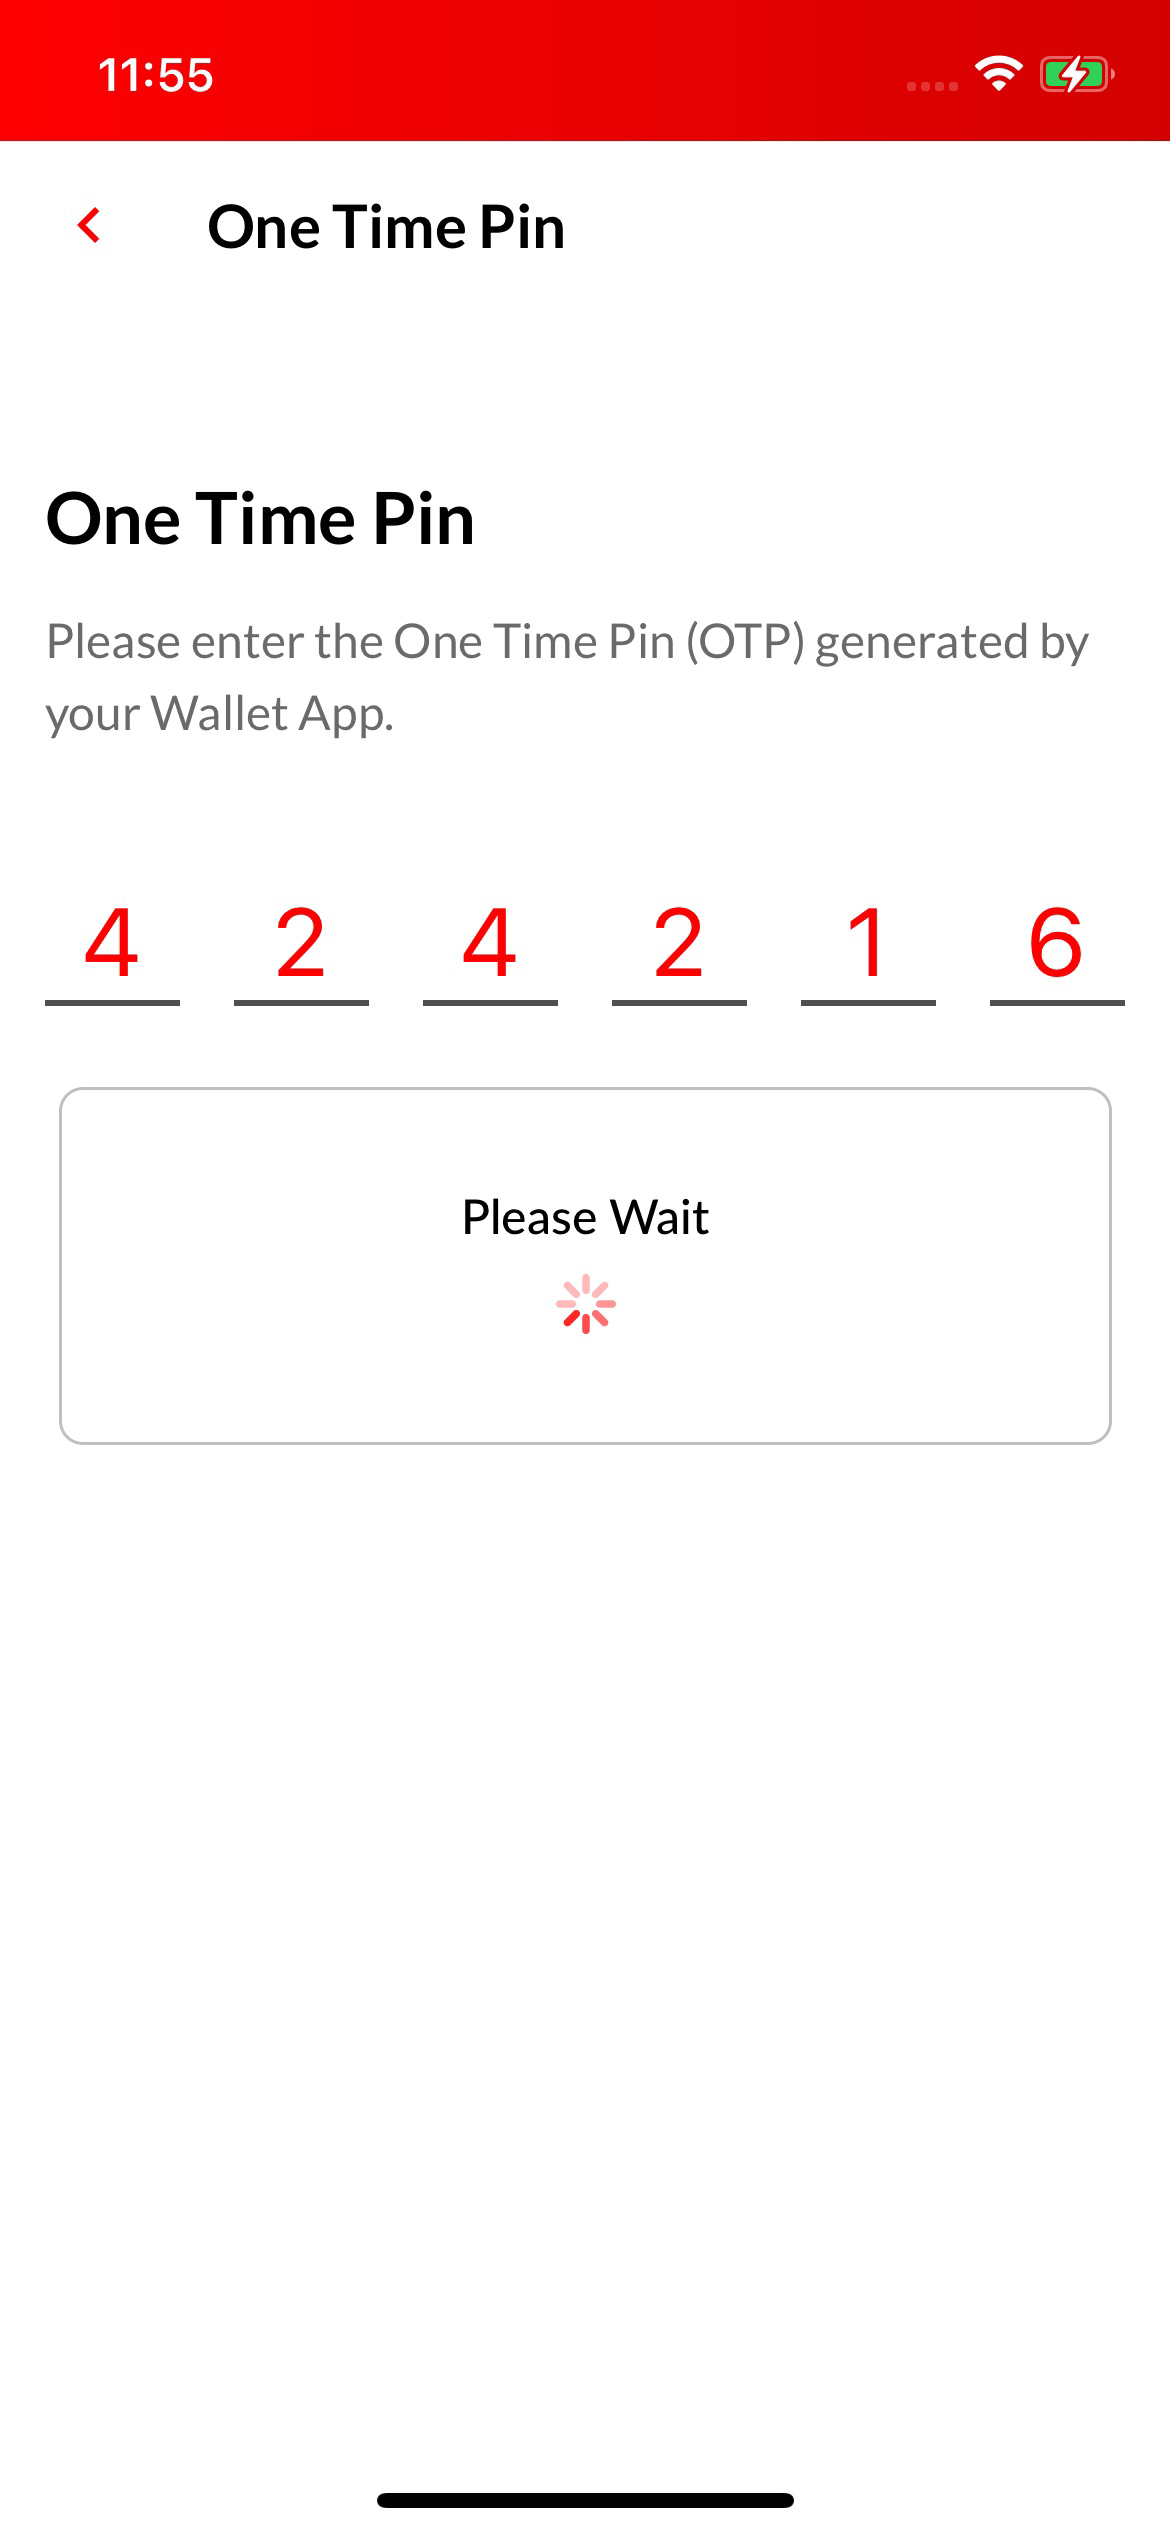 11:55
One Time Pin
One Time Pin
Please enter the One Time Pin (OTP) generated by
your Wallet App.
4 2 4 2 1 6
Please Wait